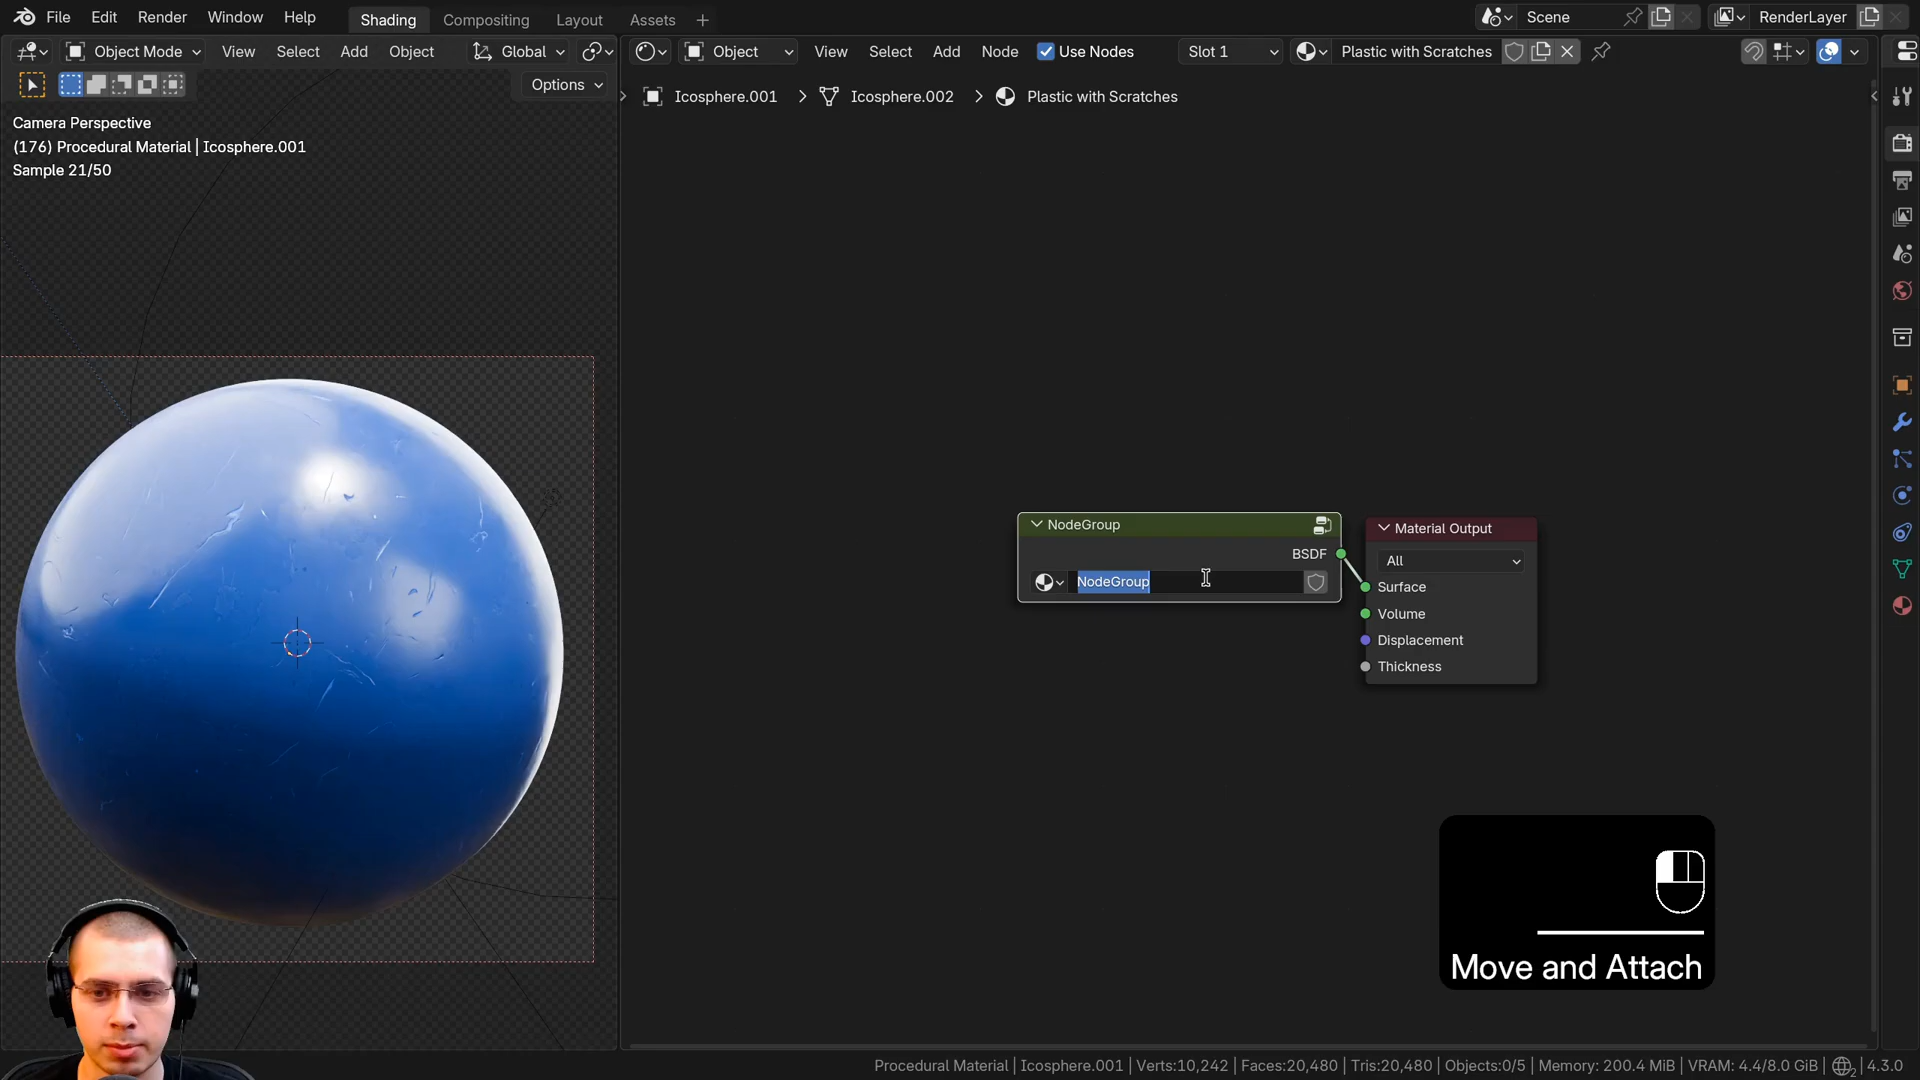 File Edit Render Window Help Shading Compositing Layout Assets + Scene RenderLayer
Object Mode View Select Add Object Global Object View Select Add Node Use Nodes Slot 1 Plastic with Scratches
Options
Icosphere.001 > Icosphere.002 > Plastic with Scratches
Camera Perspective
(176) Procedural Material | Icosphere.001
Sample 21/50
NodeGroup
BSDF
NodeGroup
Material Output
All
Surface
Volume
Displacement
Thickness
Move and Attach
Procedural Material | Icosphere.001 | Verts:10,242 | Faces:20,480 | Tris:20,480 | Objects:0/5 | Memory: 200.4 MiB | VRAM: 4.4/8.0 GiB | 2 4.3.0